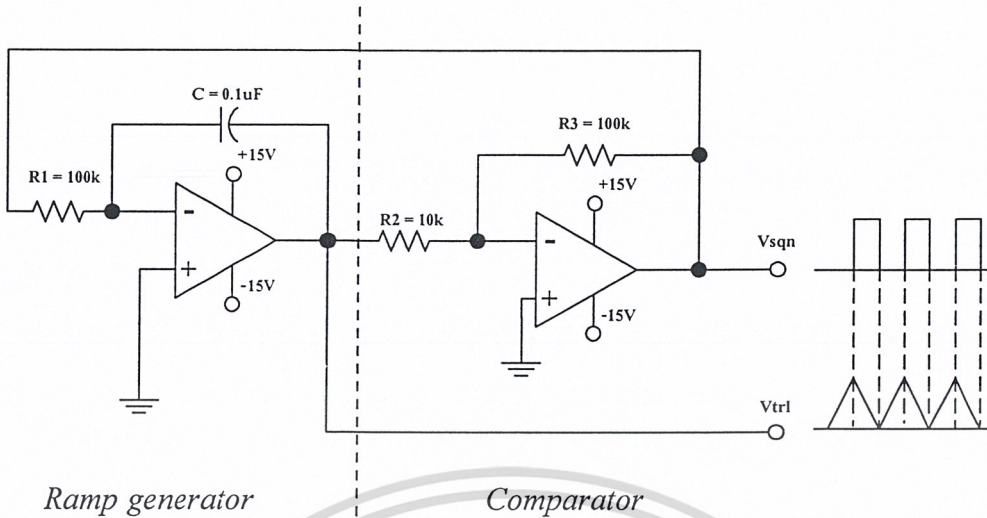 C = 0.1uF
+15V
R1 = 100k
-
+
-15V
R3 = 100k
+15V
R2 = 10k
-
+
-15V
Vsqn
Vtrl
Ramp generator
Comparator